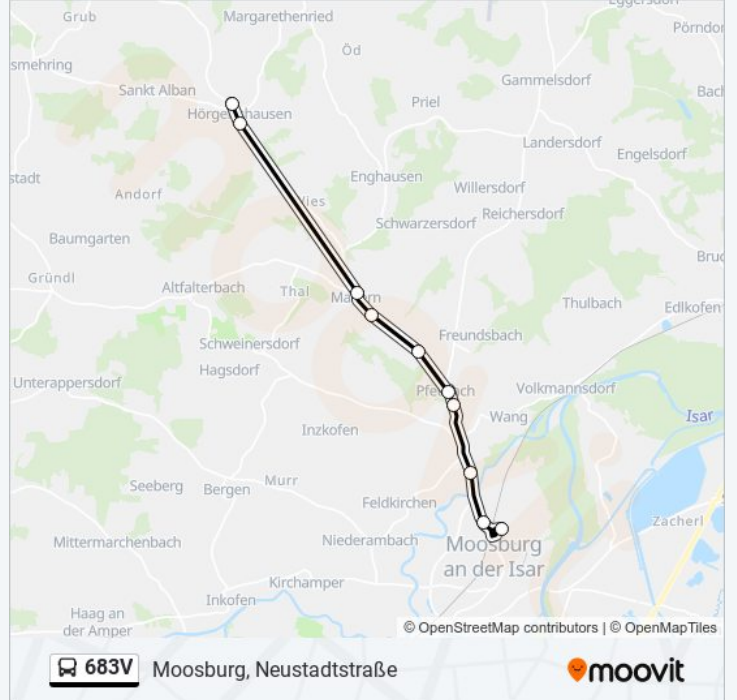 Eggersdorf
Grub
Margarethenried
Pörndor
Öd
smehring
Gammelsdorf
Sankt Alban
Bach
Priel
Hörgertshausen
Landersdorf
Engelsdorf
stadt
Enghausen
Willersdorf
Andorf
lies
Reichersdorf
Schwarzersdorf
Baumgarten
Bruc
Gründl
Altfalterbach
Thal
Thulbach
Edlkofen
Freundsbach
Schweinersdorf
Hagsdorf
Unterappersdorf
Volkmannsdorf
Isar
Wang
Inzkofen
Murr
Seeberg
Bergen
Feldkirchen
Zacherl
Mittermarchenbach
Niederambach
Moosburg
an der Isar
Kirchamper
Inkofen
Haag an
der Amper
© OpenStreetMap contributors | © OpenMapTiles
683V Moosburg, Neustadtstraße moovit